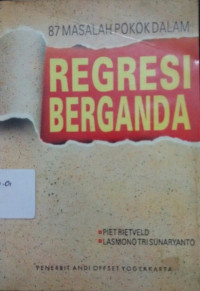 87 MASALAH POKOK DALAM
REGRESI
BERGANDA
PIET RIETVELD
LASMONO TRI SUNARYANTO
PENERBIT ANDI OFFSET YOGYAKARTA